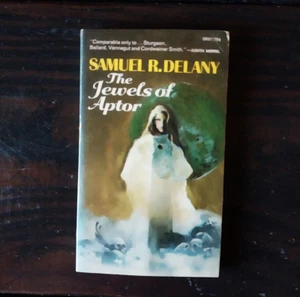 "Comparable only to . . . Sturgeon,
Ballard, Vonnegut and Cordwainer Smith."
SAMUEL R. DELANY
The
Jewels of
Aptor